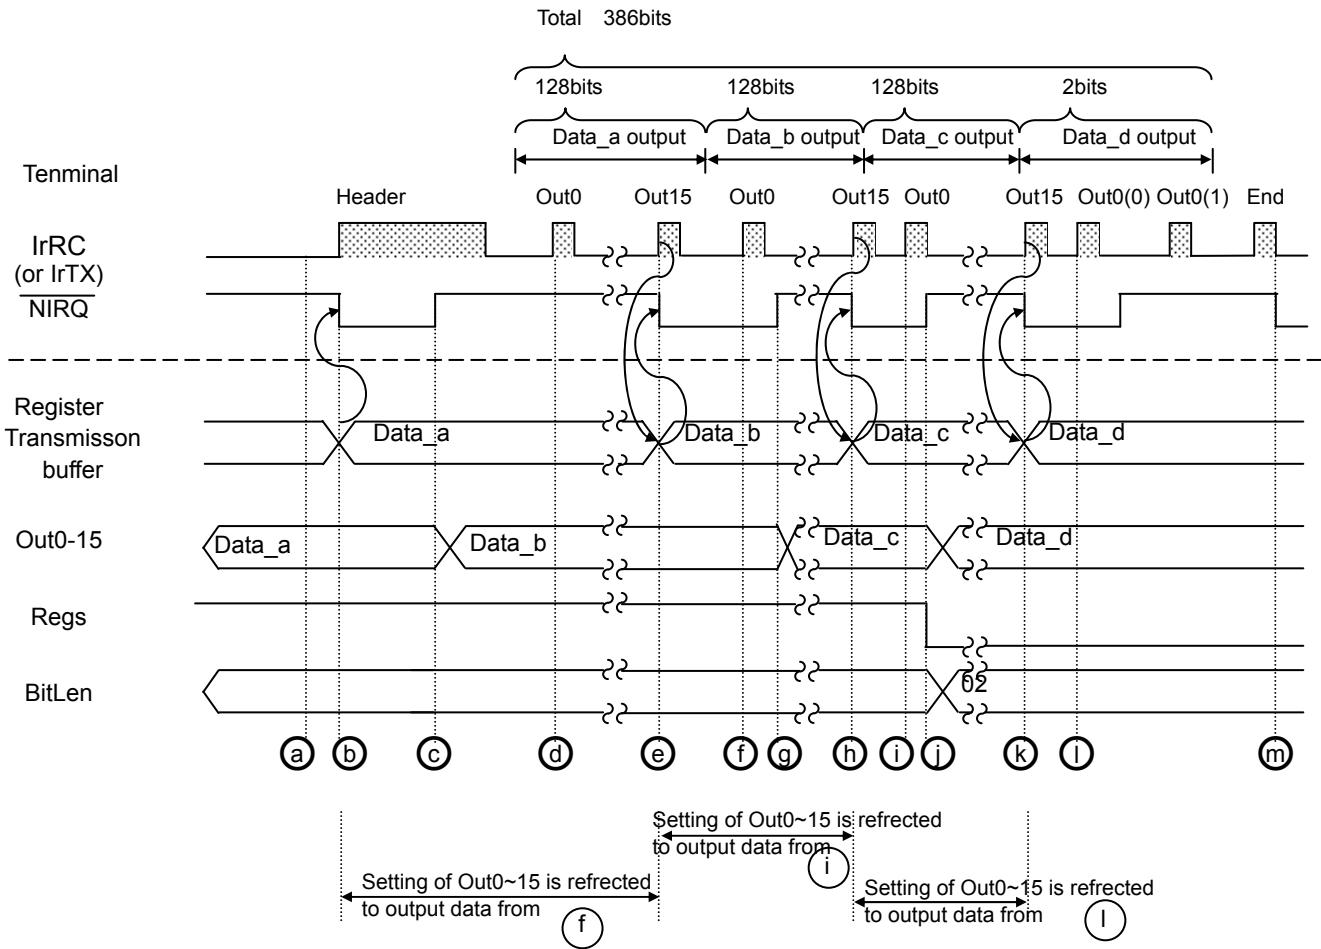 Total 386bits
128bits 128bits 128bits 2bits
Data_a output Data_b output Data_c output Data_d output
Tenminal
Header Out0 Out15 Out0 Out15 Out0 Out15 Out0(0) Out0(1) End
IrRC
(or IrTX)
NIRQ
Register
Transmisson
buffer
Data_a Data_b Data_c Data_d
Out0-15
Data_a Data_b Data_c Data_d
Regs
BitLen
02
a b c d e f g h i j k l m
Setting of Out0~15 is refrected
to output data from
i
Setting of Out0~15 is refrected
to output data from
f
Setting of Out0~15 is refrected
to output data from
l